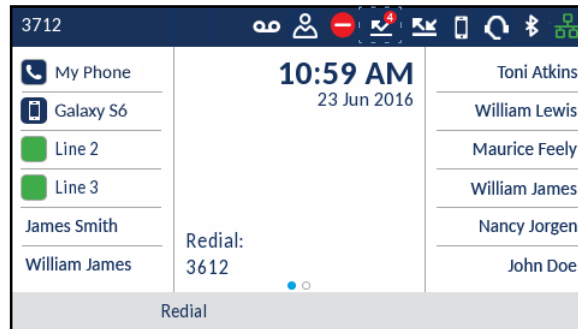 3712
4
My Phone
Galaxy S6
Line 2
Line 3
James Smith
William James
10:59 AM
23 Jun 2016
Redial:
3612
Toni Atkins
William Lewis
Maurice Feely
William James
Nancy Jorgen
John Doe
Redial